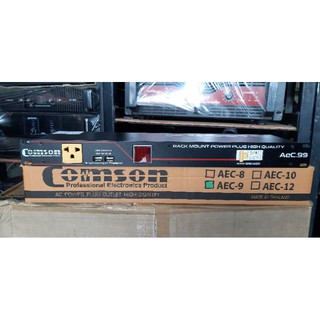 RACK MOUNT POWER PLUG HIGH QUALITY
COMSON
AEC.99
COMSON
Professional Electronics Product
AC POWER PLUG OUTLET HIGH QUALITY
AEC-8
AEC-10
AEC-9
AEC-12
MADE IN THAILAND